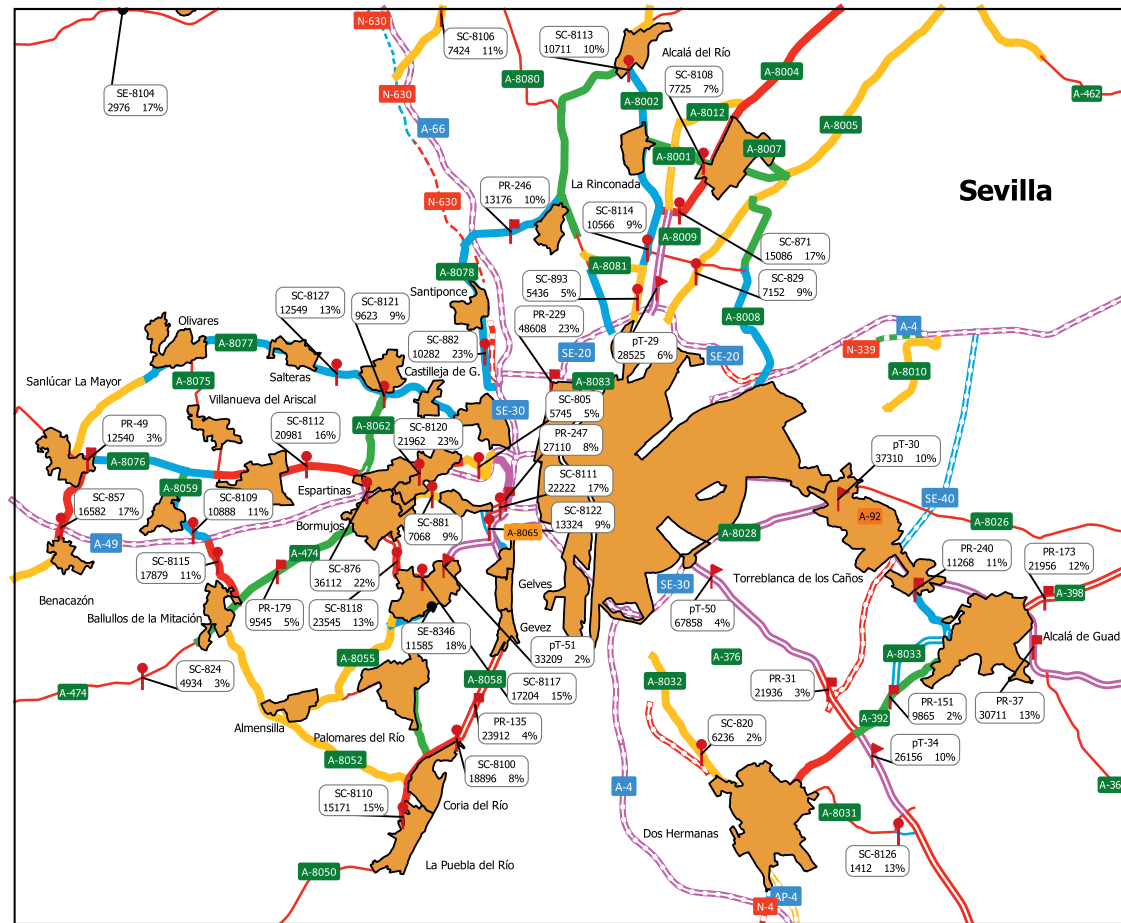 N-630
SC-8106
7424 11%
SC-8113
10711 10%
Alcalá del Río
SC-8108
7725 7%
A-8004
A-8080
A-462
SE-8104
2976 17%
N-630
A-8002
A-8012
A-8005
A-66
A-8007
A-8001
PR-246
13176 10%
La Rinconada
Sevilla
N-630
SC-8114
10566 9%
A-8009
SC-871
15086 17%
A-8078
A-8081
SC-893
5436 5%
SC-829
7152 9%
Santiponce
SC-8127
12549 13%
SC-8121
9623 9%
PR-229
48608 23%
A-8008
Olivares
A-4
A-8077
SC-882
10282 23%
SE-20
pT-29
28525 6%
SE-20
N-339
A-8010
Sanlúcar La Mayor
A-8075
Salteras
Castilleja de G.
A-8083
Villanueva del Ariscal
SC-805
5745 5%
SE-30
PR-49
12540 3%
SC-8112
20981 16%
A-8062
SC-8120
21962 23%
PR-247
27110 8%
pT-30
37310 10%
A-8076
SC-8111
22222 17%
A-8059
Espartinas
SE-40
SC-857
16582 17%
SC-8109
10888 11%
SC-8122
13324 9%
A-92
A-8026
Bormujos
SC-881
7068 9%
A-8065
A-8028
A-49
A-474
SC-8115
17879 11%
SC-876
36112 22%
PR-240
11268 11%
PR-173
21956 12%
Torreblanca de los Caños
SE-30
Gelves
A-398
Benacazón
PR-179
9545 5%
SC-8118
23545 13%
pT-50
67858 4%
Ballullos de la Mitación
Gevez
Alcalá de Guada
SE-8346
11585 18%
pT-51
33209 2%
A-8055
A-376
A-8033
SC-824
4934 3%
A-8058
SC-8117
17204 15%
A-8032
PR-31
21936 3%
A-474
PR-151
9865 2%
PR-37
30711 13%
Almensilla
PR-135
23912 4%
A-392
Palomares del Río
SC-820
6236 2%
pT-34
26156 10%
A-8052
SC-8100
18896 8%
A-4
A-36
SC-8110
15171 15%
Coria del Río
A-8031
Dos Hermanas
SC-8126
1412 13%
La Puebla del Río
A-8050
AP-4
N-4